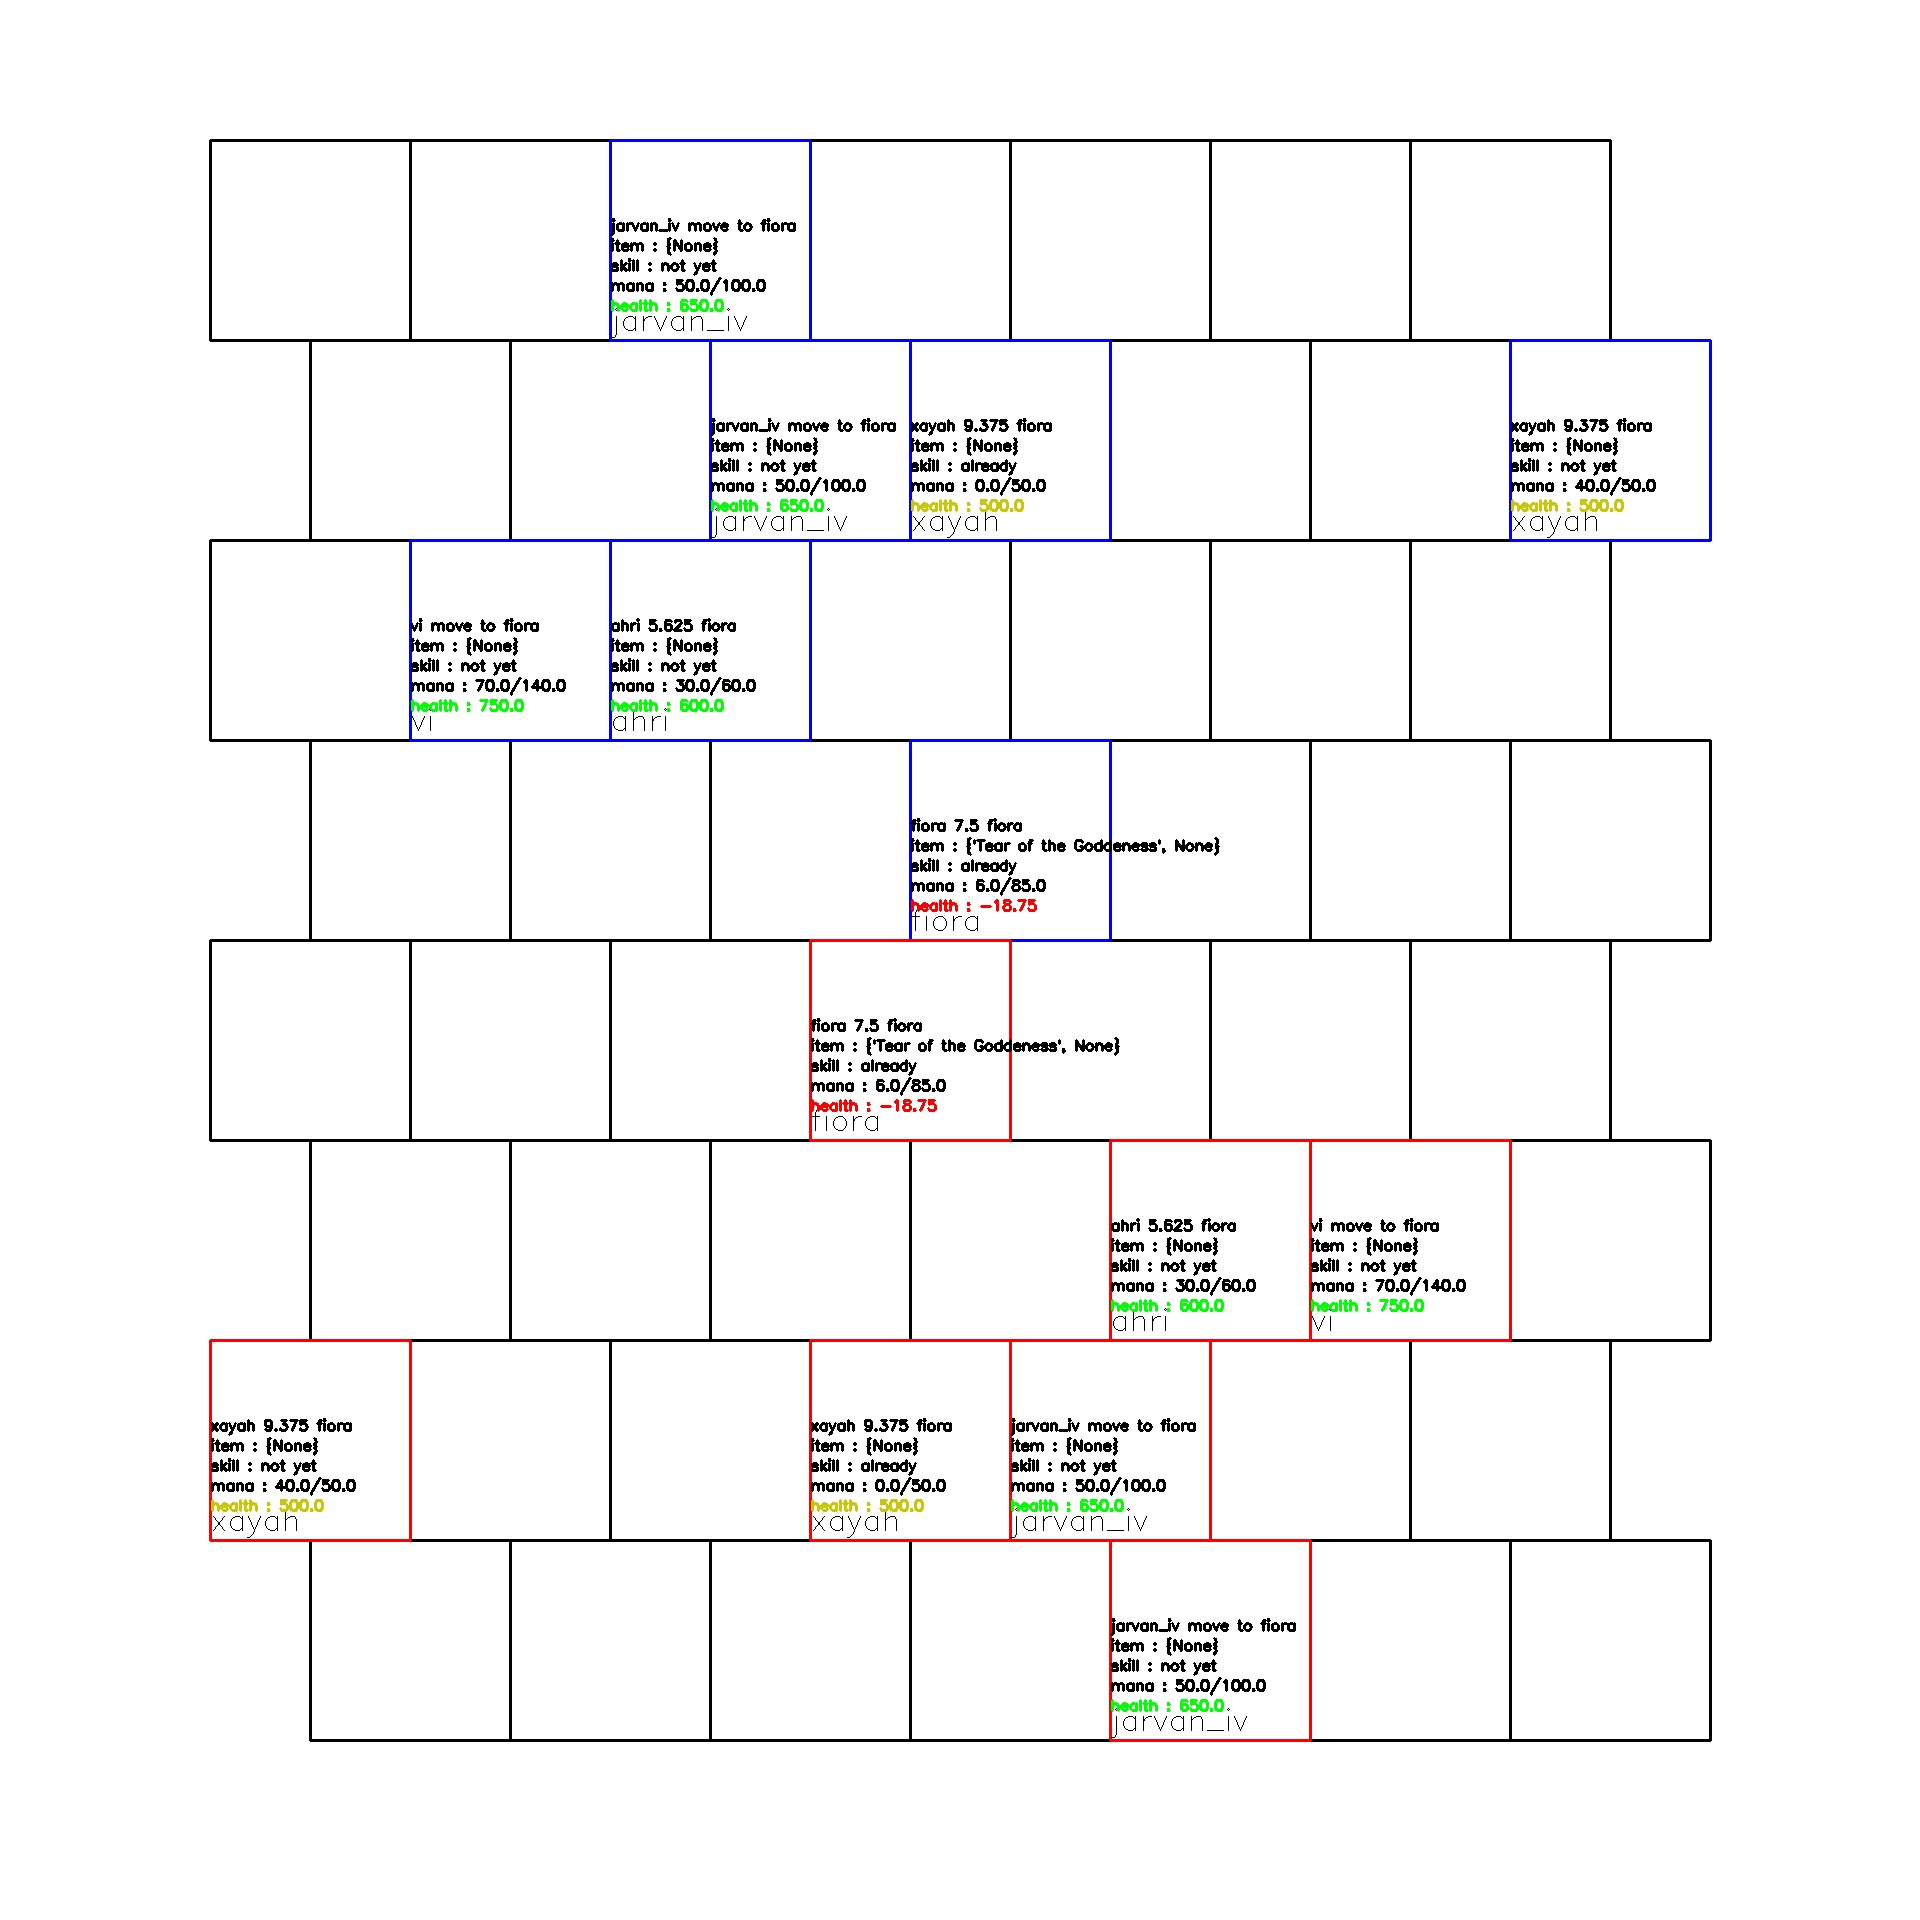 jarvan_iv move to fiora
item : {None}
skill : not yet
mana : 50.0/100.0
health : 650.0
jarvan_iv
jarvan_iv move to fiora
item : {None}
skill : not yet
mana : 50.0/100.0
health : 650.0
jarvan_iv
xayah 9.375 fiora
item : {None}
skill : already
mana : 0.0/50.0
health : 500.0
xayah
xayah 9.375 fiora
item : {None}
skill : not yet
mana : 40.0/50.0
health : 500.0
xayah
vi move to fiora
item : {None}
skill : not yet
mana : 70.0/140.0
health : 750.0
vi
ahri 5.625 fiora
item : {None}
skill : not yet
mana : 30.0/60.0
health : 600.0
ahri
fiora 7.5 fiora
item : {'Tear of the Goddeness', None}
skill : already
mana : 6.0/85.0
health : -18.75
fiora
fiora 7.5 fiora
item : {'Tear of the Goddeness', None}
skill : already
mana : 6.0/85.0
health : -18.75
fiora
ahri 5.625 fiora
item : {None}
skill : not yet
mana : 30.0/60.0
health : 600.0
ahri
vi move to fiora
item : {None}
skill : not yet
mana : 70.0/140.0
health : 750.0
vi
xayah 9.375 fiora
item : {None}
skill : not yet
mana : 40.0/50.0
health : 500.0
xayah
xayah 9.375 fiora
item : {None}
skill : already
mana : 0.0/50.0
health : 500.0
xayah
jarvan_iv move to fiora
item : {None}
skill : not yet
mana : 50.0/100.0
health : 650.0
jarvan_iv
jarvan_iv move to fiora
item : {None}
skill : not yet
mana : 50.0/100.0
health : 650.0
jarvan_iv